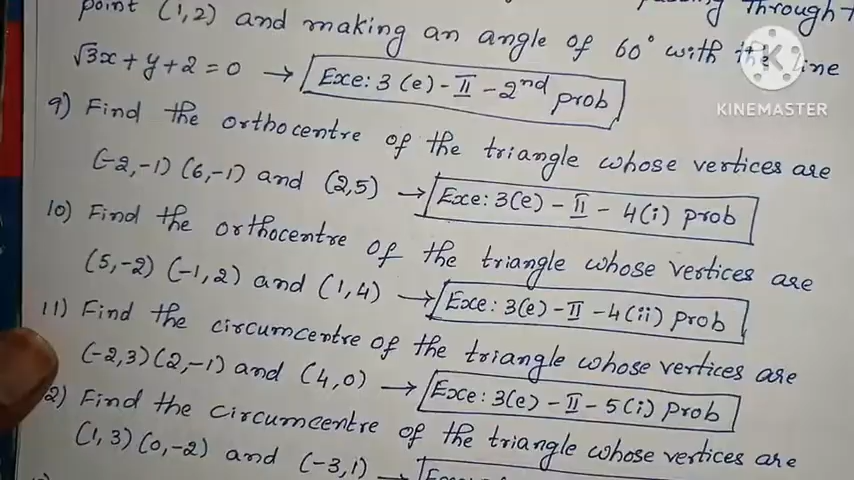 point (1,2) and making an angle of 60° with the line through
√3x + y + 2 = 0 → Exe: 3 (e) - II - 2nd prob
KINEMASTER
9) Find the orthocentre of the triangle whose vertices are
(-2,-1) (6,-1) and (2,5) → Exe: 3(e) - II - 4(i) prob
10) Find the orthocentre of the triangle whose vertices are
(5,-2) (-1,2) and (1,4) → Exe: 3(e) - II - 4(ii) prob
11) Find the circumcentre of the triangle whose vertices are
(-2,3) (2,-1) and (4,0) → Exe: 3(e) - II - 5(i) prob
2) Find the circumcentre of the triangle whose vertices are
(1,3) (0,-2) and (-3,1) →